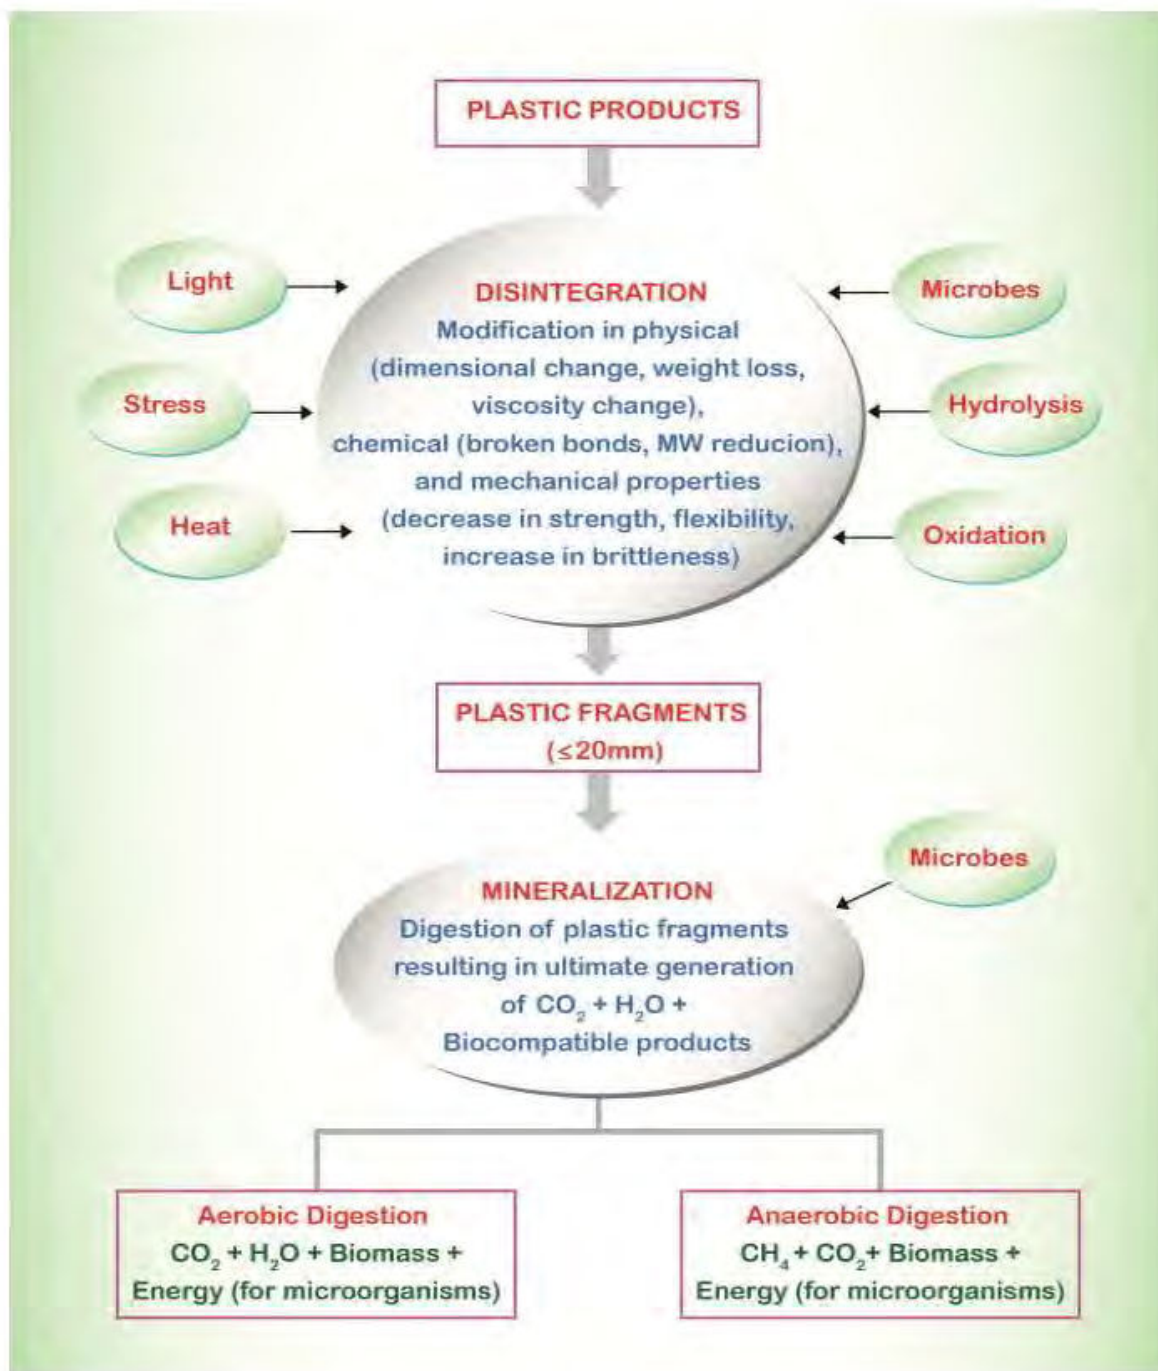 PLASTIC PRODUCTS
Light
Stress
Heat
DISINTEGRATION
Modification in physical
(dimensional change, weight loss,
viscosity change),
chemical (broken bonds, MW reducion),
and mechanical properties
(decrease in strength, flexibility,
increase in brittleness)
Microbes
Hydrolysis
Oxidation
PLASTIC FRAGMENTS
(≤20mm)
Microbes
MINERALIZATION
Digestion of plastic fragments
resulting in ultimate generation
of CO₂ + H₂O +
Biocompatible products
Aerobic Digestion
CO₂ + H₂O + Biomass +
Energy (for microorganisms)
Anaerobic Digestion
CH₄ + CO₂+ Biomass +
Energy (for microorganisms)